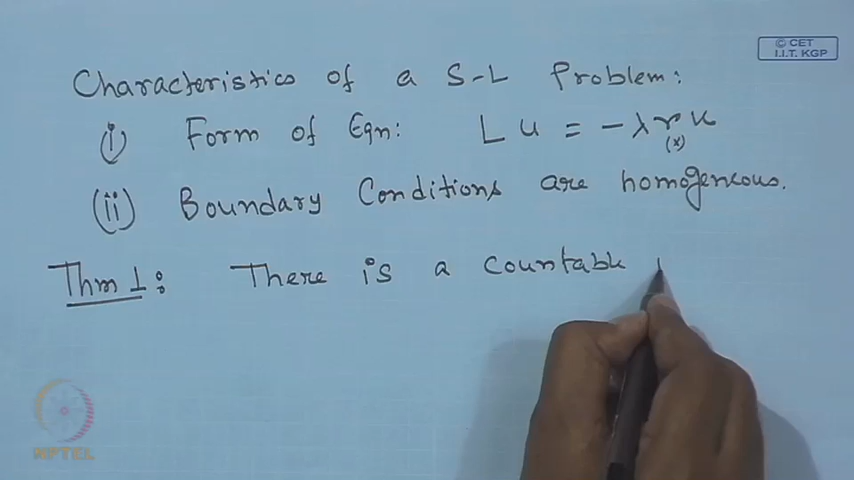 © CET
I.I.T. KGP
Characteristics of a S-L Problem:
(i) Form of Eqn: Lu = -λ r(x) u
(ii) Boundary Conditions are homogeneous.
Thm 1: There is a countable
NPTEL